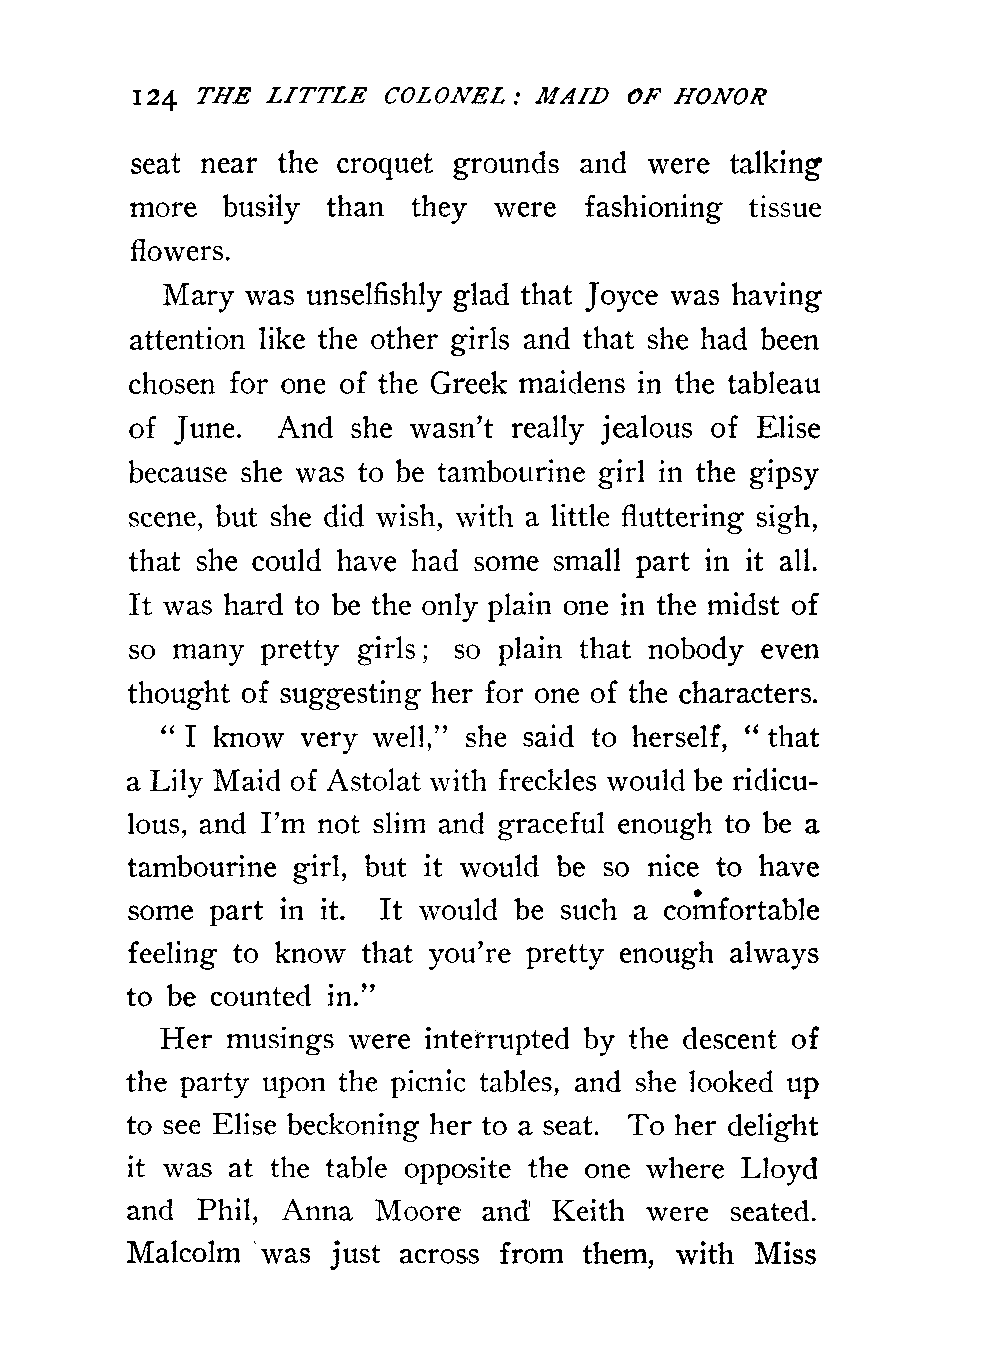 124 THE LITTLE COLONEL: MAID OF HONOR
seat near the croquet grounds and were talking
more busily than they were fashioning tissue
flowers.
Mary was unselfishly glad that Joyce was having
attention like the other girls and that she had been
chosen for one of the Greek maidens in the tableau
of June. And she wasn't really jealous of Elise
because she was to be tambourine girl in the gipsy
scene, but she did wish, with a little fluttering sigh,
that she could have had some small part in it all.
It was hard to be the only plain one in the midst of
so many pretty girls; so plain that nobody even
thought of suggesting her for one of the characters.
"I know very well," she said to herself, "that
a Lily Maid of Astolat with freckles would be ridicu-
lous, and I'm not slim and graceful enough to be a
tambourine girl, but it would be so nice to have
some part in it. It would be such a comfortable
feeling to know that you're pretty enough always
to be counted in."
Her musings were interrupted by the descent of
the party upon the picnic tables, and she looked up
to see Elise beckoning her to a seat. To her delight
it was at the table opposite the one where Lloyd
and Phil, Anna Moore and Keith were seated.
Malcolm was just across from them, with Miss